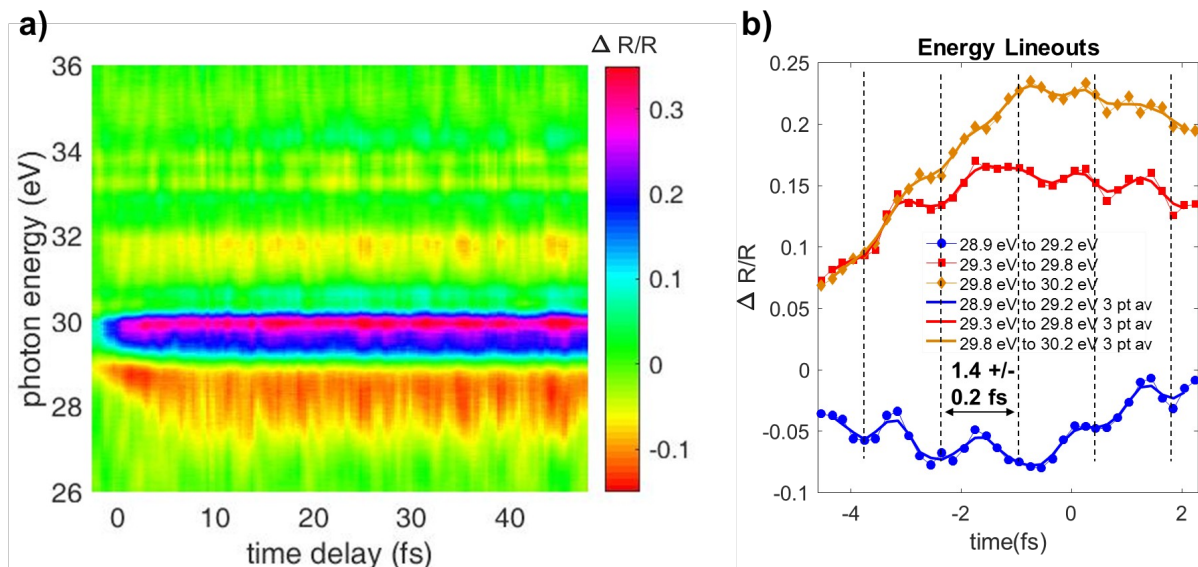 a)
Δ R/R
36
34
32
30
28
26
photon energy (eV)
0
10
20
30
40
time delay (fs)
0.3
0.2
0.1
0
-0.1
b)
Energy Lineouts
0.25
0.2
0.15
0.1
0.05
0
-0.05
-0.1
Δ R/R
28.9 eV to 29.2 eV
29.3 eV to 29.8 eV
29.8 eV to 30.2 eV
28.9 eV to 29.2 eV 3 pt av
29.3 eV to 29.8 eV 3 pt av
29.8 eV to 30.2 eV 3 pt av
1.4 +/-
0.2 fs
-4
-2
0
2
time(fs)